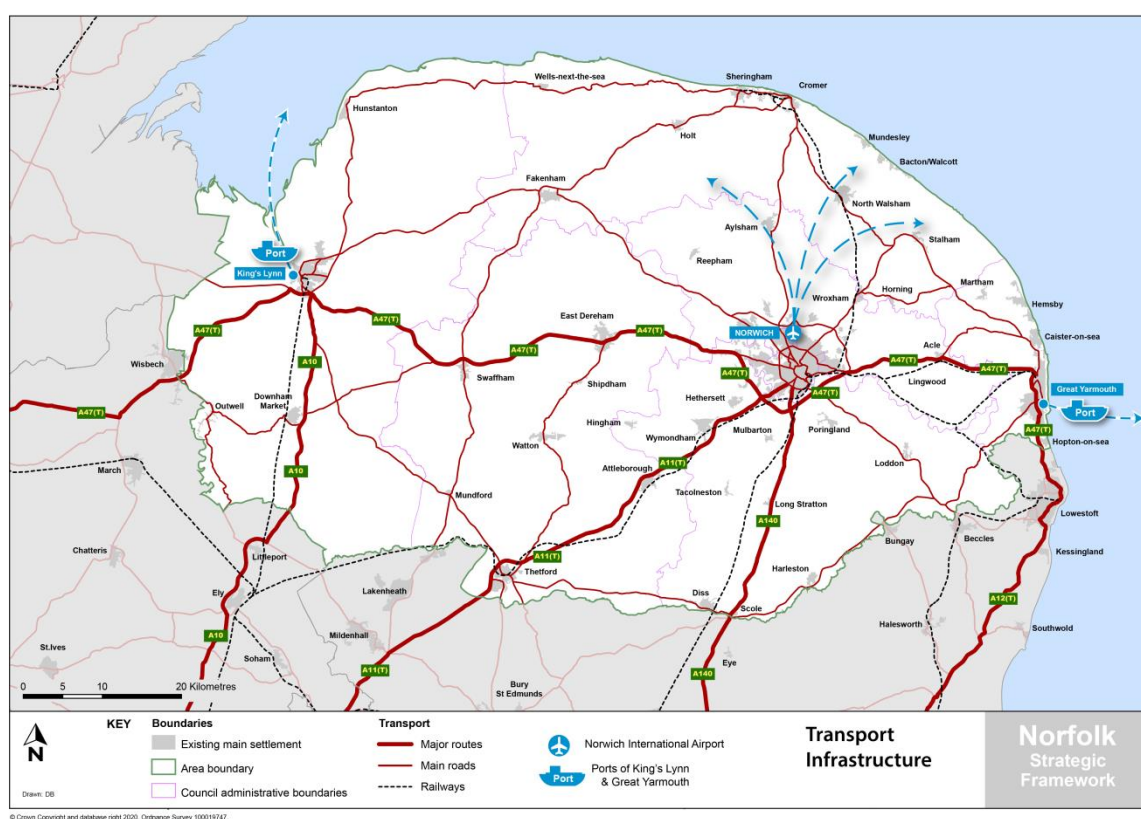 Wells-next-the-sea
Sheringham
Cromer
Hunstanton
Holt
Mundesley
Bacton/Walcott
Fakenham
North Walsham
Aylsham
Stalham
Port
Reepham
King's Lynn
Martham
Wroxham
Horning
Hemsby
East Dereham
NORWICH
A47(T)
A47(T)
A47(T)
Caister-on-sea
A47(T)
Acle
A10
A47(T)
A47(T)
Wisbech
Swaffham
A47(T)
Lingwood
Shipdham
Great Yarmouth
Downham
Market
Hethersett
A47(T)
Port
Outwell
A47(T)
Hingham
Mulbarton
Poringland
A47(T)
Watton
Wymondham
Hopton-on-sea
A11(T)
Loddon
March
A10
Attleborough
Mundford
Tacolneston
Long Stratton
A140
Lowestoft
Bungay
Beccles
Chatteris
Littleport
A11(T)
Kessingland
Thetford
Harleston
Ely
Lakenheath
Diss
Scole
A12(T)
A10
Mildenhall
Halesworth
Southwold
St.Ives
Soham
Eye
A11(T)
A140
0 5 10 20 Kilometres
Bury
St Edmunds
N
Drawn: DB
KEY
Boundaries
Existing main settlement
Area boundary
Council administrative boundaries
Transport
Major routes
Main roads
Railways
Norwich International Airport
Port
Ports of King's Lynn
& Great Yarmouth
Transport
Infrastructure
Norfolk
Strategic
Framework
© Crown Copyright and database right 2020. Ordnance Survey 100019747